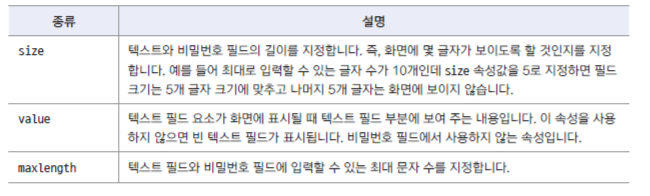 종류 설명
size 텍스트와 비밀번호 필드의 길이를 지정합니다. 즉, 화면에 몇 글자가 보이도록 할 것인지를 지정
합니다. 예를 들어 최대로 입력할 수 있는 글자 수가 10개인데 size 속성값을 5로 지정하면 필드
크기는 5개 글자 크기에 맞추고 나머지 5개 글자는 화면에 보이지 않습니다.
value 텍스트 필드 요소가 화면에 표시될 때 텍스트 필드 부분에 보여 주는 내용입니다. 이 속성을 사용
하지 않으면 빈 텍스트 필드가 표시됩니다. 비밀번호 필드에서 사용하지 않는 속성입니다.
maxlength 텍스트 필드와 비밀번호 필드에 입력할 수 있는 최대 문자 수를 지정합니다.